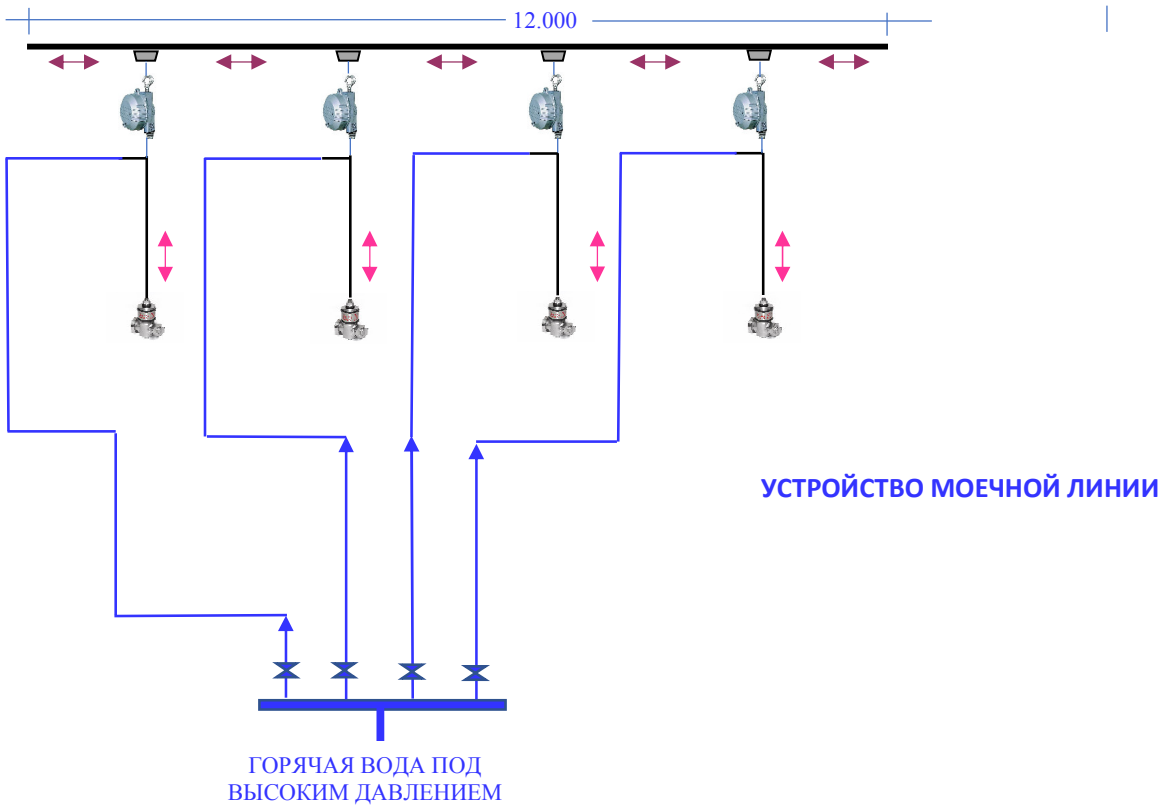 12.000
УСТРОЙСТВО МОЕЧНОЙ ЛИНИИ
ГОРЯЧАЯ ВОДА ПОД
ВЫСОКИМ ДАВЛЕНИЕМ